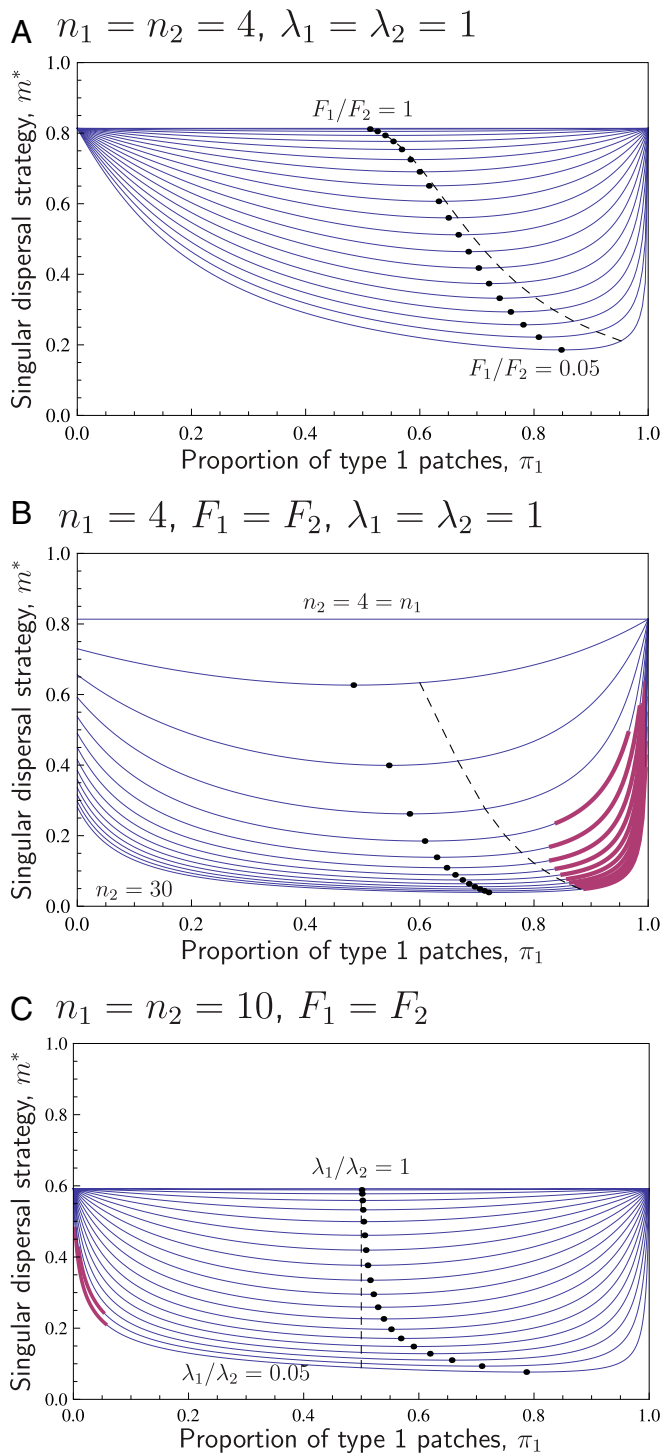 A n₁ = n₂ = 4, λ₁ = λ₂ = 1
Singular dispersal strategy, m*
1.0
0.8
0.6
0.4
0.2
0.0
F₁/F₂ = 1
F₁/F₂ = 0.05
0.0 0.2 0.4 0.6 0.8 1.0
Proportion of type 1 patches, π₁
B n₁ = 4, F₁ = F₂, λ₁ = λ₂ = 1
Singular dispersal strategy, m*
1.0
0.8
0.6
0.4
0.2
0.0
n₂ = 4 = n₁
n₂ = 30
0.0 0.2 0.4 0.6 0.8 1.0
Proportion of type 1 patches, π₁
C n₁ = n₂ = 10, F₁ = F₂
Singular dispersal strategy, m*
1.0
0.8
0.6
0.4
0.2
0.0
λ₁/λ₂ = 1
λ₁/λ₂ = 0.05
0.0 0.2 0.4 0.6 0.8 1.0
Proportion of type 1 patches, π₁